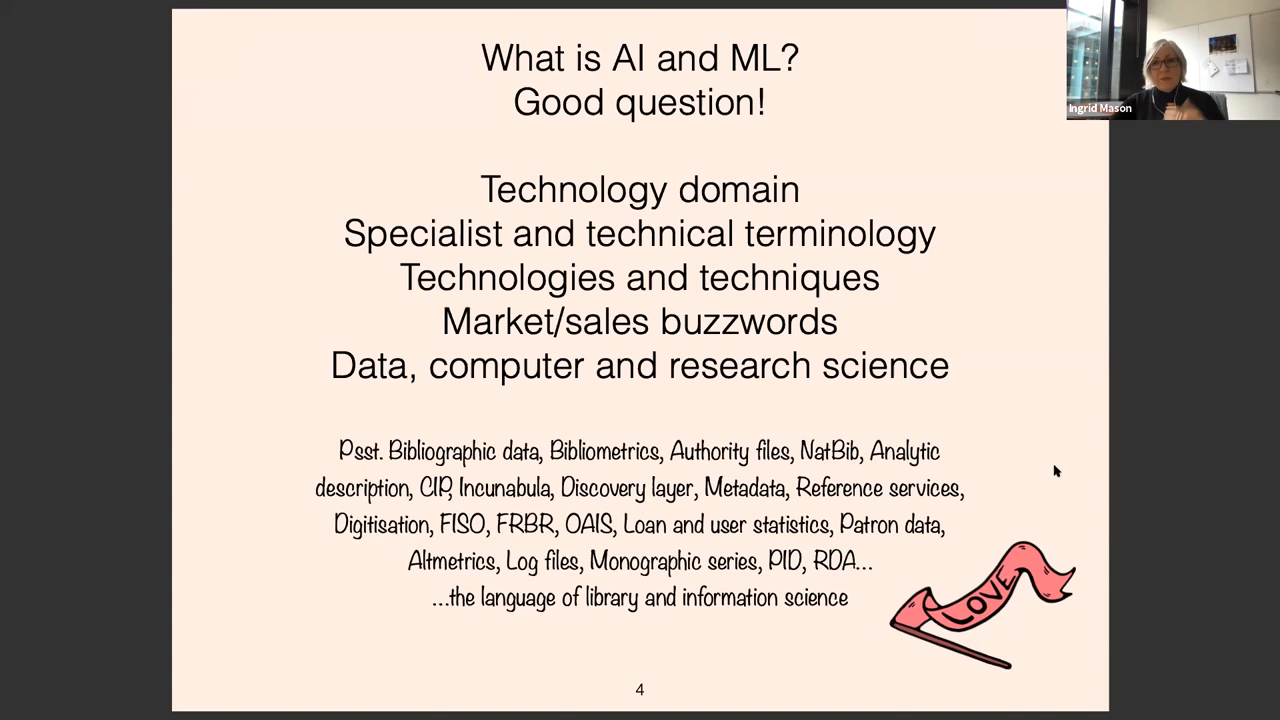 What is AI and ML?
Good question!
Technology domain
Specialist and technical terminology
Technologies and techniques
Market/sales buzzwords
Data, computer and research science
Psst. Bibliographic data, Bibliometrics, Authority files, NatBib, Analytic
description, CIP, Incunabula, Discovery layer, Metadata, Reference services,
Digitisation, FISO, FRBR, OAIS, Loan and user statistics, Patron data,
Altmetrics, Log files, Monographic series, PID, RDA...
...the language of library and information science
LOVE
4
Ingrid Mason